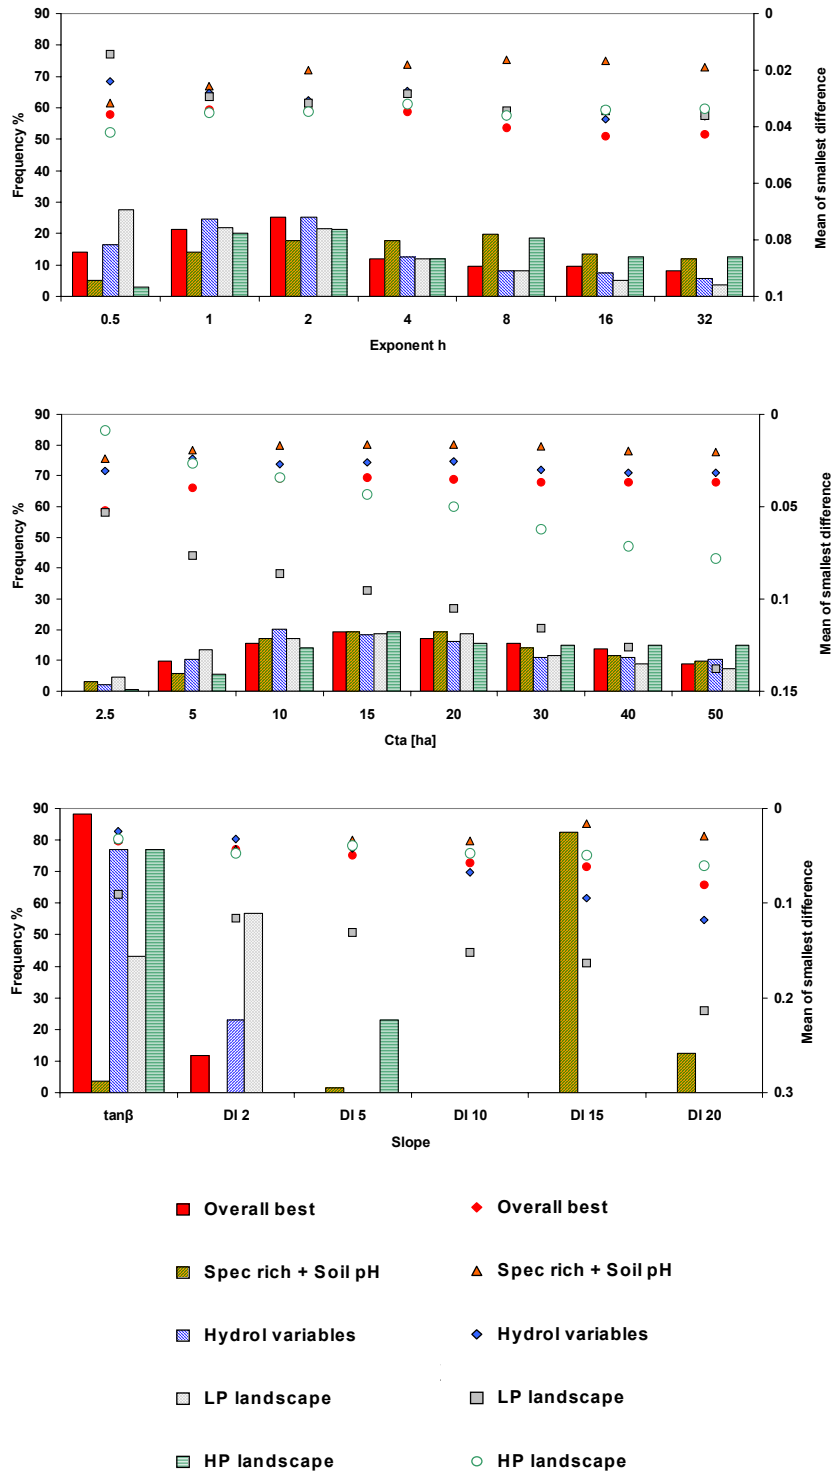 90 80 70 60 50 40 30 20 10 0
Frequency %
0 0.02 0.04 0.06 0.08 0.1
Mean of smallest difference
0.5 1 2 4 8 16 32
Exponent h
90 80 70 60 50 40 30 20 10 0
Frequency %
0 0.05 0.1 0.15
Mean of smallest difference
2.5 5 10 15 20 30 40 50
Cta [ha]
90 80 70 60 50 40 30 20 10 0
Frequency %
0 0.1 0.2 0.3
Mean of smallest difference
tanβ DI 2 DI 5 DI 10 DI 15 DI 20
Slope
Overall best Overall best
Spec rich + Soil pH Spec rich + Soil pH
Hydrol variables Hydrol variables
LP landscape LP landscape
HP landscape HP landscape